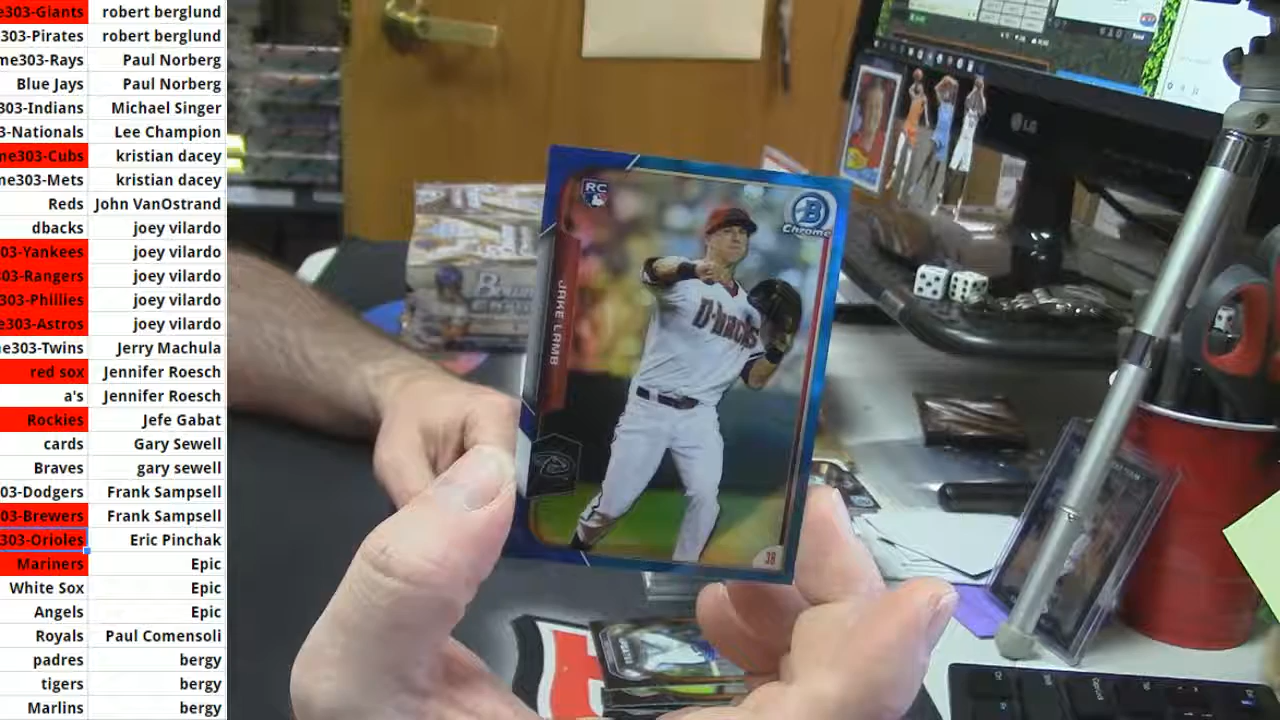 e303-Giants robert berglund
303-Pirates robert berglund
ne303-Rays Paul Norberg
Blue Jays Paul Norberg
303-Indians Michael Singer
3-Nationals Lee Champion
me303-Cubs kristian dacey
ne303-Mets kristian dacey
Reds John VanOstrand
dbacks joey vilardo
03-Yankees joey vilardo
03-Rangers joey vilardo
303-Phillies joey vilardo
e303-Astros joey vilardo
ne303-Twins Jerry Machula
red sox Jennifer Roesch
a's Jennifer Roesch
Rockies Jefe Gabat
cards Gary Sewell
Braves gary sewell
03-Dodgers Frank Sampsell
03-Brewers Frank Sampsell
303-Orioles Eric Pinchak
Mariners Epic
White Sox Epic
Angels Epic
Royals Paul Comensoli
padres bergy
tigers bergy
Marlins bergy
RC
B
Chrome
JAKE LAMB
D'BACKS
38
LG